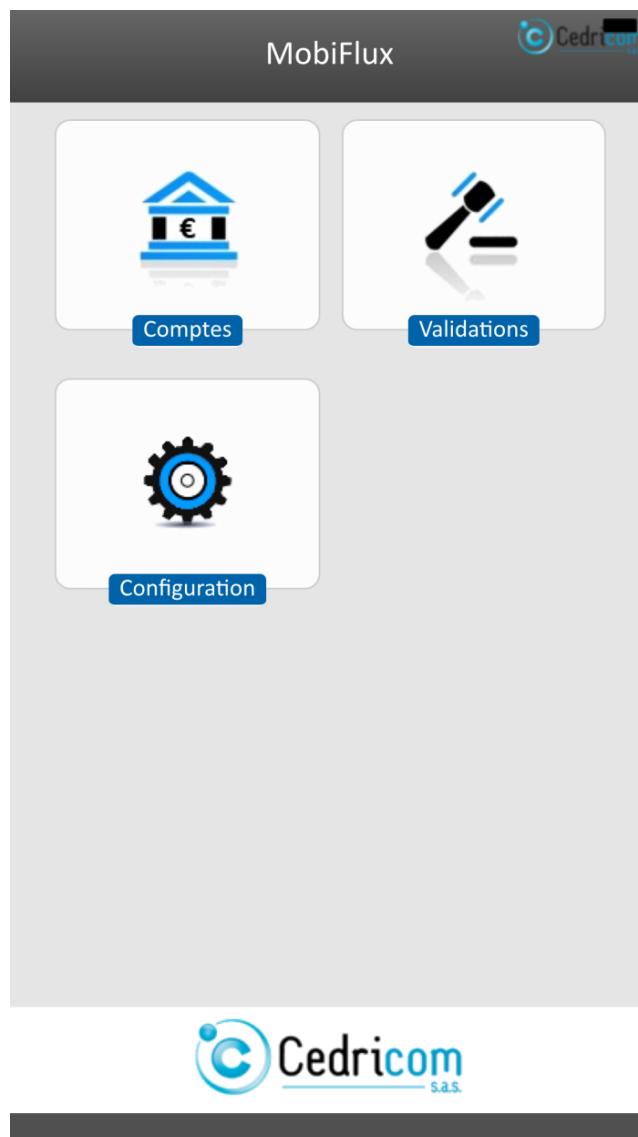 MobiFlux
Cedricom
€
Comptes
Validations
Configuration
Cedricom
s.a.s.